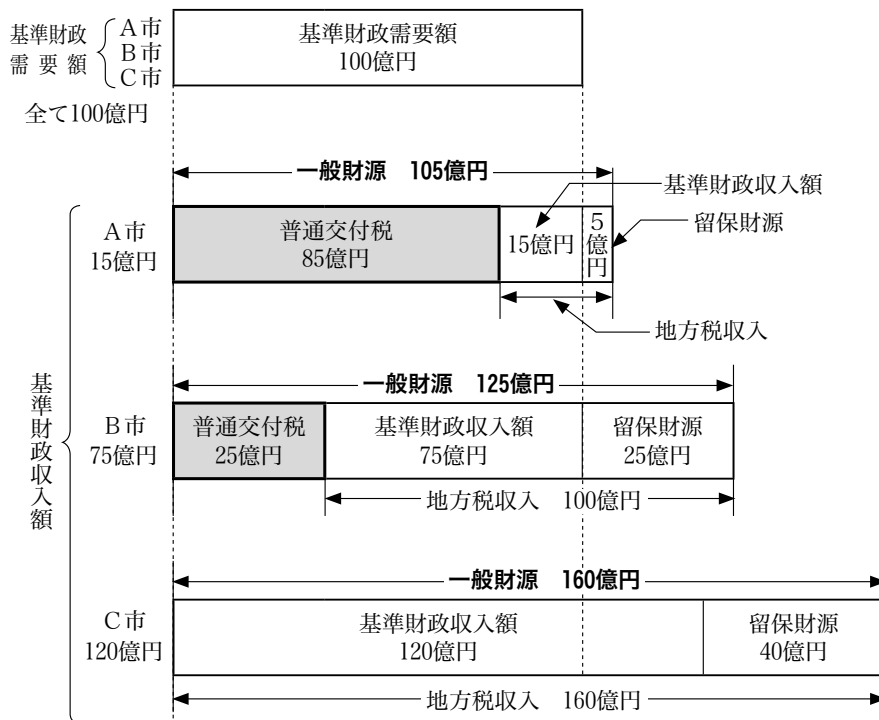 基準財政
需要額
A市
B市
C市
基準財政需要額
100億円
全て100億円
一般財源　105億円
基準財政収入額
留保財源
A市
15億円
普通交付税
85億円
15億円
5億円
地方税収入
基準財政収入額
一般財源　125億円
B市
75億円
普通交付税
25億円
基準財政収入額
75億円
留保財源
25億円
地方税収入　100億円
一般財源　160億円
C市
120億円
基準財政収入額
120億円
留保財源
40億円
地方税収入　160億円